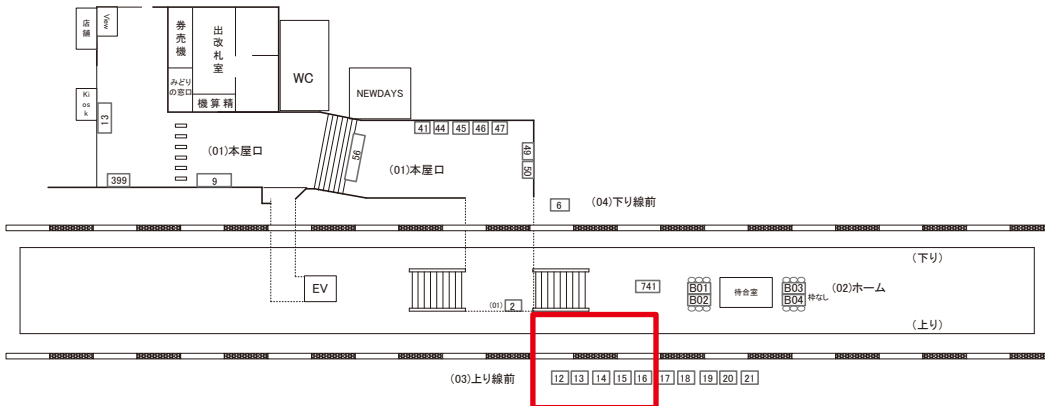 店舗
View
券売機
出改札室
みどりの窓口
機算精
WC
NEWDAYS
Kiosk
13
(01)本屋口
56
41 44 45 46 47
(01)本屋口
49
50
399
9
6
(04)下り線前
(下り)
EV
(01) 2
741
B01
B02
待合室
B03
B04
枠なし
(02)ホーム
(上り)
(03)上り線前
12 13 14 15 16 17 18 19 20 21